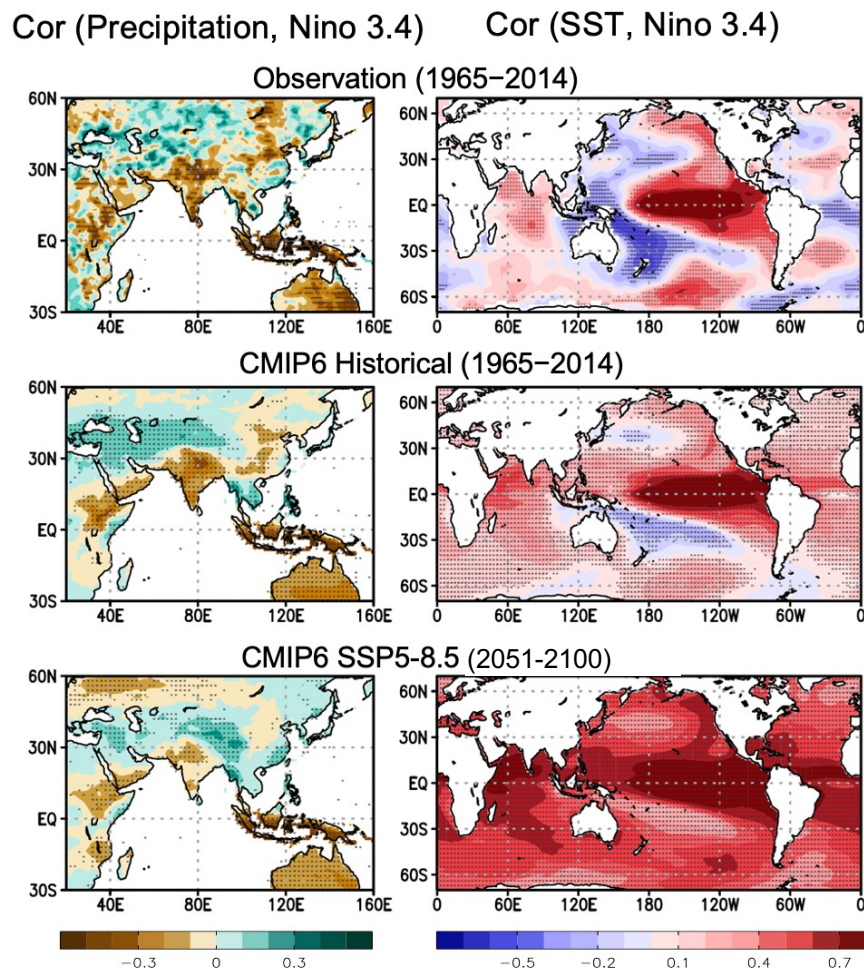 Cor (Precipitation, Nino 3.4) Cor (SST, Nino 3.4)
Observation (1965−2014)
60N 60N
30N 30N
EQ EQ
30S
60S
30S
40E 80E 120E 160E 0 60E 120E 180 120W 60W 0
CMIP6 Historical (1965−2014)
60N 60N
30N 30N
EQ EQ
30S
60S
30S
40E 80E 120E 160E 0 60E 120E 180 120W 60W 0
CMIP6 SSP5-8.5 (2051-2100)
60N 60N
30N 30N
EQ EQ
30S
60S
30S
40E 80E 120E 160E 0 60E 120E 180 120W 60W 0
−0.3 0 0.3 −0.5 −0.2 0.1 0.4 0.7